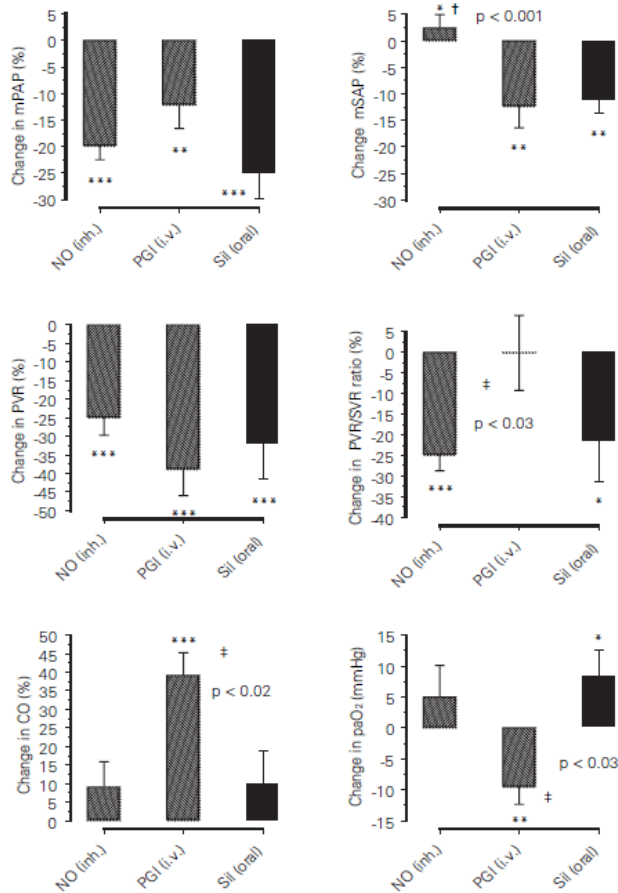 Change in mPAP (%)
5
0
-5
-10
-15
-20
-25
-30
***
**
***
NO (inh.)
PGI (i.v.)
Sil (oral)
Change mSAP (%)
5
0
-5
-10
-15
-20
-25
-30
* †
p < 0.001
**
**
NO (inh.)
PGI (i.v.)
Sil (oral)
Change in PVR (%)
0
-5
-10
-15
-20
-25
-30
-35
-40
-45
-50
***
***
***
NO (inh.)
PGI (i.v.)
Sil (oral)
Change in PVR/SVR ratio (%)
5
0
-5
-10
-15
-20
-25
-30
-35
-40
‡
p < 0.03
***
*
NO (inh.)
PGI (i.v.)
Sil (oral)
Change in CO (%)
50
45
40
35
30
25
20
15
10
5
0
***
‡
p < 0.02
NO (inh.)
PGI (i.v.)
Sil (oral)
Change in paO₂ (mmHg)
15
10
5
0
-5
-10
-15
*
p < 0.03
‡
**
NO (inh.)
PGI (i.v.)
Sil (oral)